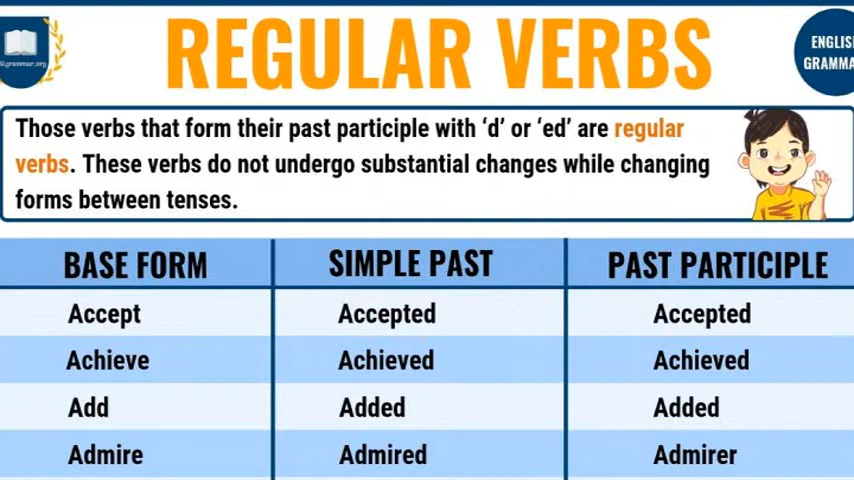 REGULAR VERBS
ENGLISH
GRAMMA
Those verbs that form their past participle with ‘d’ or ‘ed’ are regular
verbs. These verbs do not undergo substantial changes while changing
forms between tenses.
BASE FORM SIMPLE PAST PAST PARTICIPLE
Accept Accepted Accepted
Achieve Achieved Achieved
Add Added Added
Admire Admired Admirer